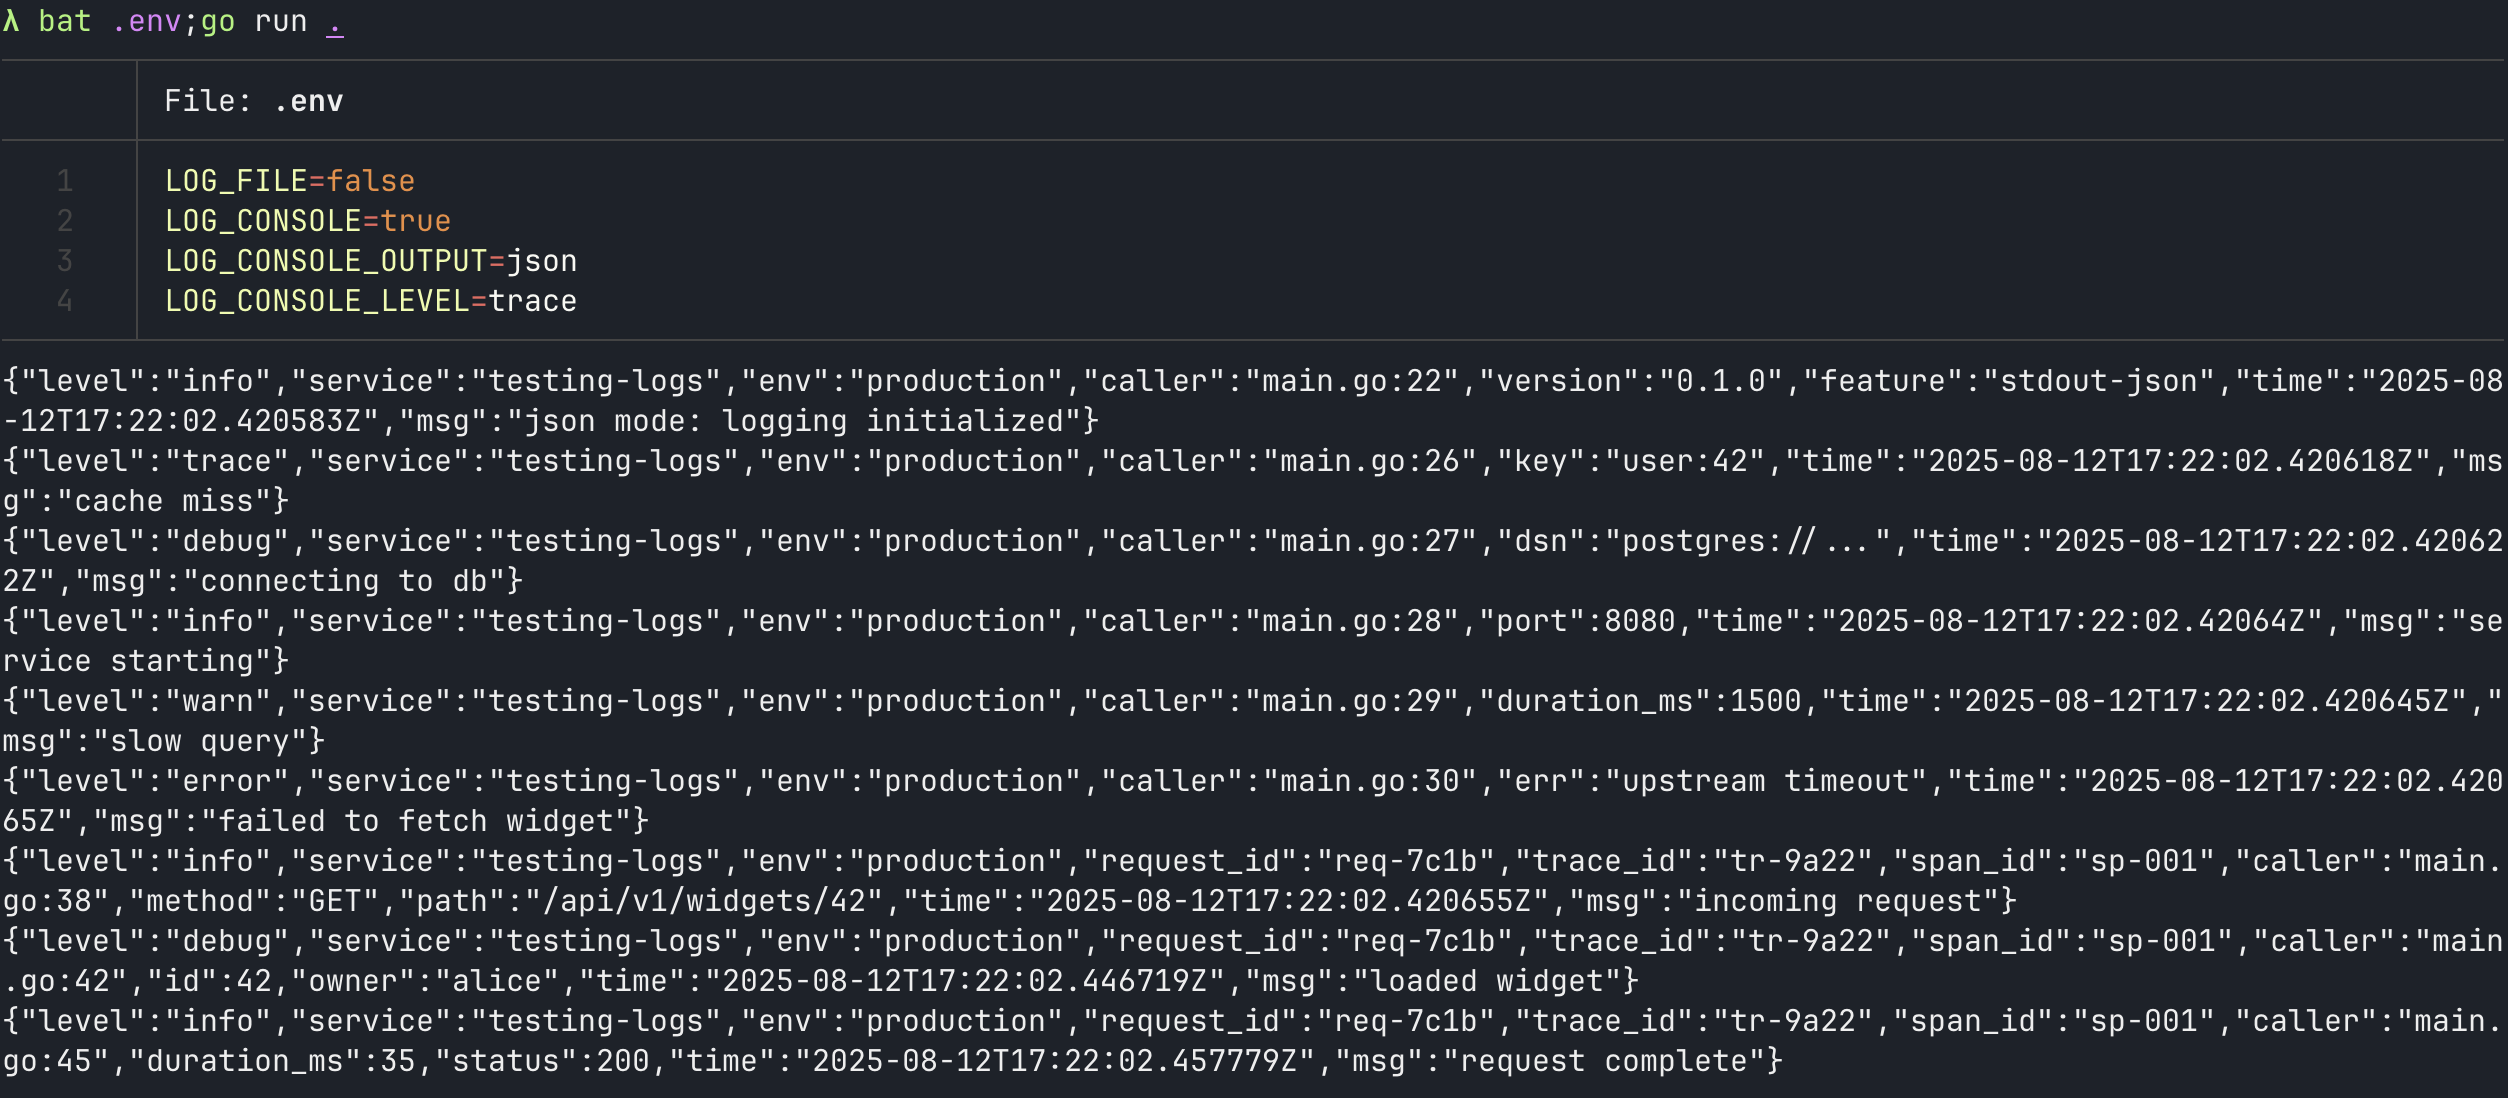 λ bat .env;go run .
File: .env
1 LOG_FILE=false
2 LOG_CONSOLE=true
3 LOG_CONSOLE_OUTPUT=json
4 LOG_CONSOLE_LEVEL=trace
{"level":"info","service":"testing-logs","env":"production","caller":"main.go:22","version":"0.1.0","feature":"stdout-json","time":"2025-08
-12T17:22:02.420583Z","msg":"json mode: logging initialized"}
{"level":"trace","service":"testing-logs","env":"production","caller":"main.go:26","key":"user:42","time":"2025-08-12T17:22:02.420618Z","ms
g":"cache miss"}
{"level":"debug","service":"testing-logs","env":"production","caller":"main.go:27","dsn":"postgres://...","time":"2025-08-12T17:22:02.42062
2Z","msg":"connecting to db"}
{"level":"info","service":"testing-logs","env":"production","caller":"main.go:28","port":8080,"time":"2025-08-12T17:22:02.42064Z","msg":"se
rvice starting"}
{"level":"warn","service":"testing-logs","env":"production","caller":"main.go:29","duration_ms":1500,"time":"2025-08-12T17:22:02.420645Z","
msg":"slow query"}
{"level":"error","service":"testing-logs","env":"production","caller":"main.go:30","err":"upstream timeout","time":"2025-08-12T17:22:02.420
65Z","msg":"failed to fetch widget"}
{"level":"info","service":"testing-logs","env":"production","request_id":"req-7c1b","trace_id":"tr-9a22","span_id":"sp-001","caller":"main.
go:38","method":"GET","path":"/api/v1/widgets/42","time":"2025-08-12T17:22:02.420655Z","msg":"incoming request"}
{"level":"debug","service":"testing-logs","env":"production","request_id":"req-7c1b","trace_id":"tr-9a22","span_id":"sp-001","caller":"main
.go:42","id":42,"owner":"alice","time":"2025-08-12T17:22:02.446719Z","msg":"loaded widget"}
{"level":"info","service":"testing-logs","env":"production","request_id":"req-7c1b","trace_id":"tr-9a22","span_id":"sp-001","caller":"main.
go:45","duration_ms":35,"status":200,"time":"2025-08-12T17:22:02.457779Z","msg":"request complete"}